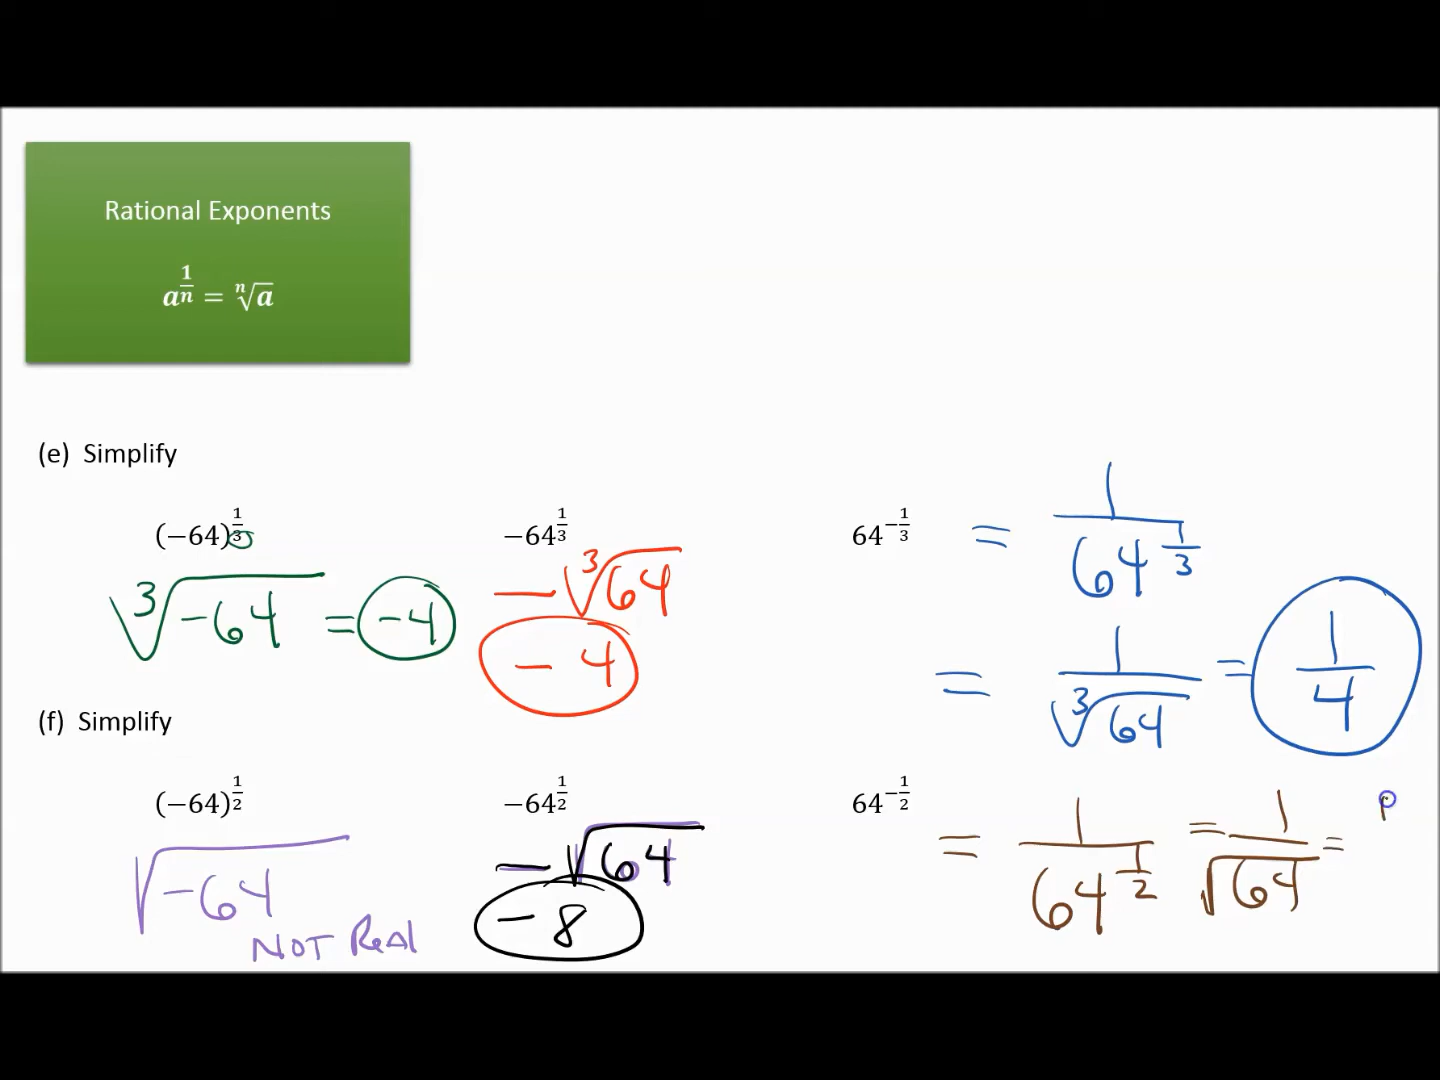 Rational Exponents
a^{1/n} = ⁿ√a
(e) Simplify
(−64)^{1/3}
∛−64 = −4
−64^{1/3}
− ∛64
− 4
64^{−1/3} = 1/64^{1/3}
= 1/∛64 = 1/4
(f) Simplify
(−64)^{1/2}
√−64
NOT Real
−64^{1/2}
− √64
− 8
64^{−1/2} = 1/64^{1/2} = 1/√64 =